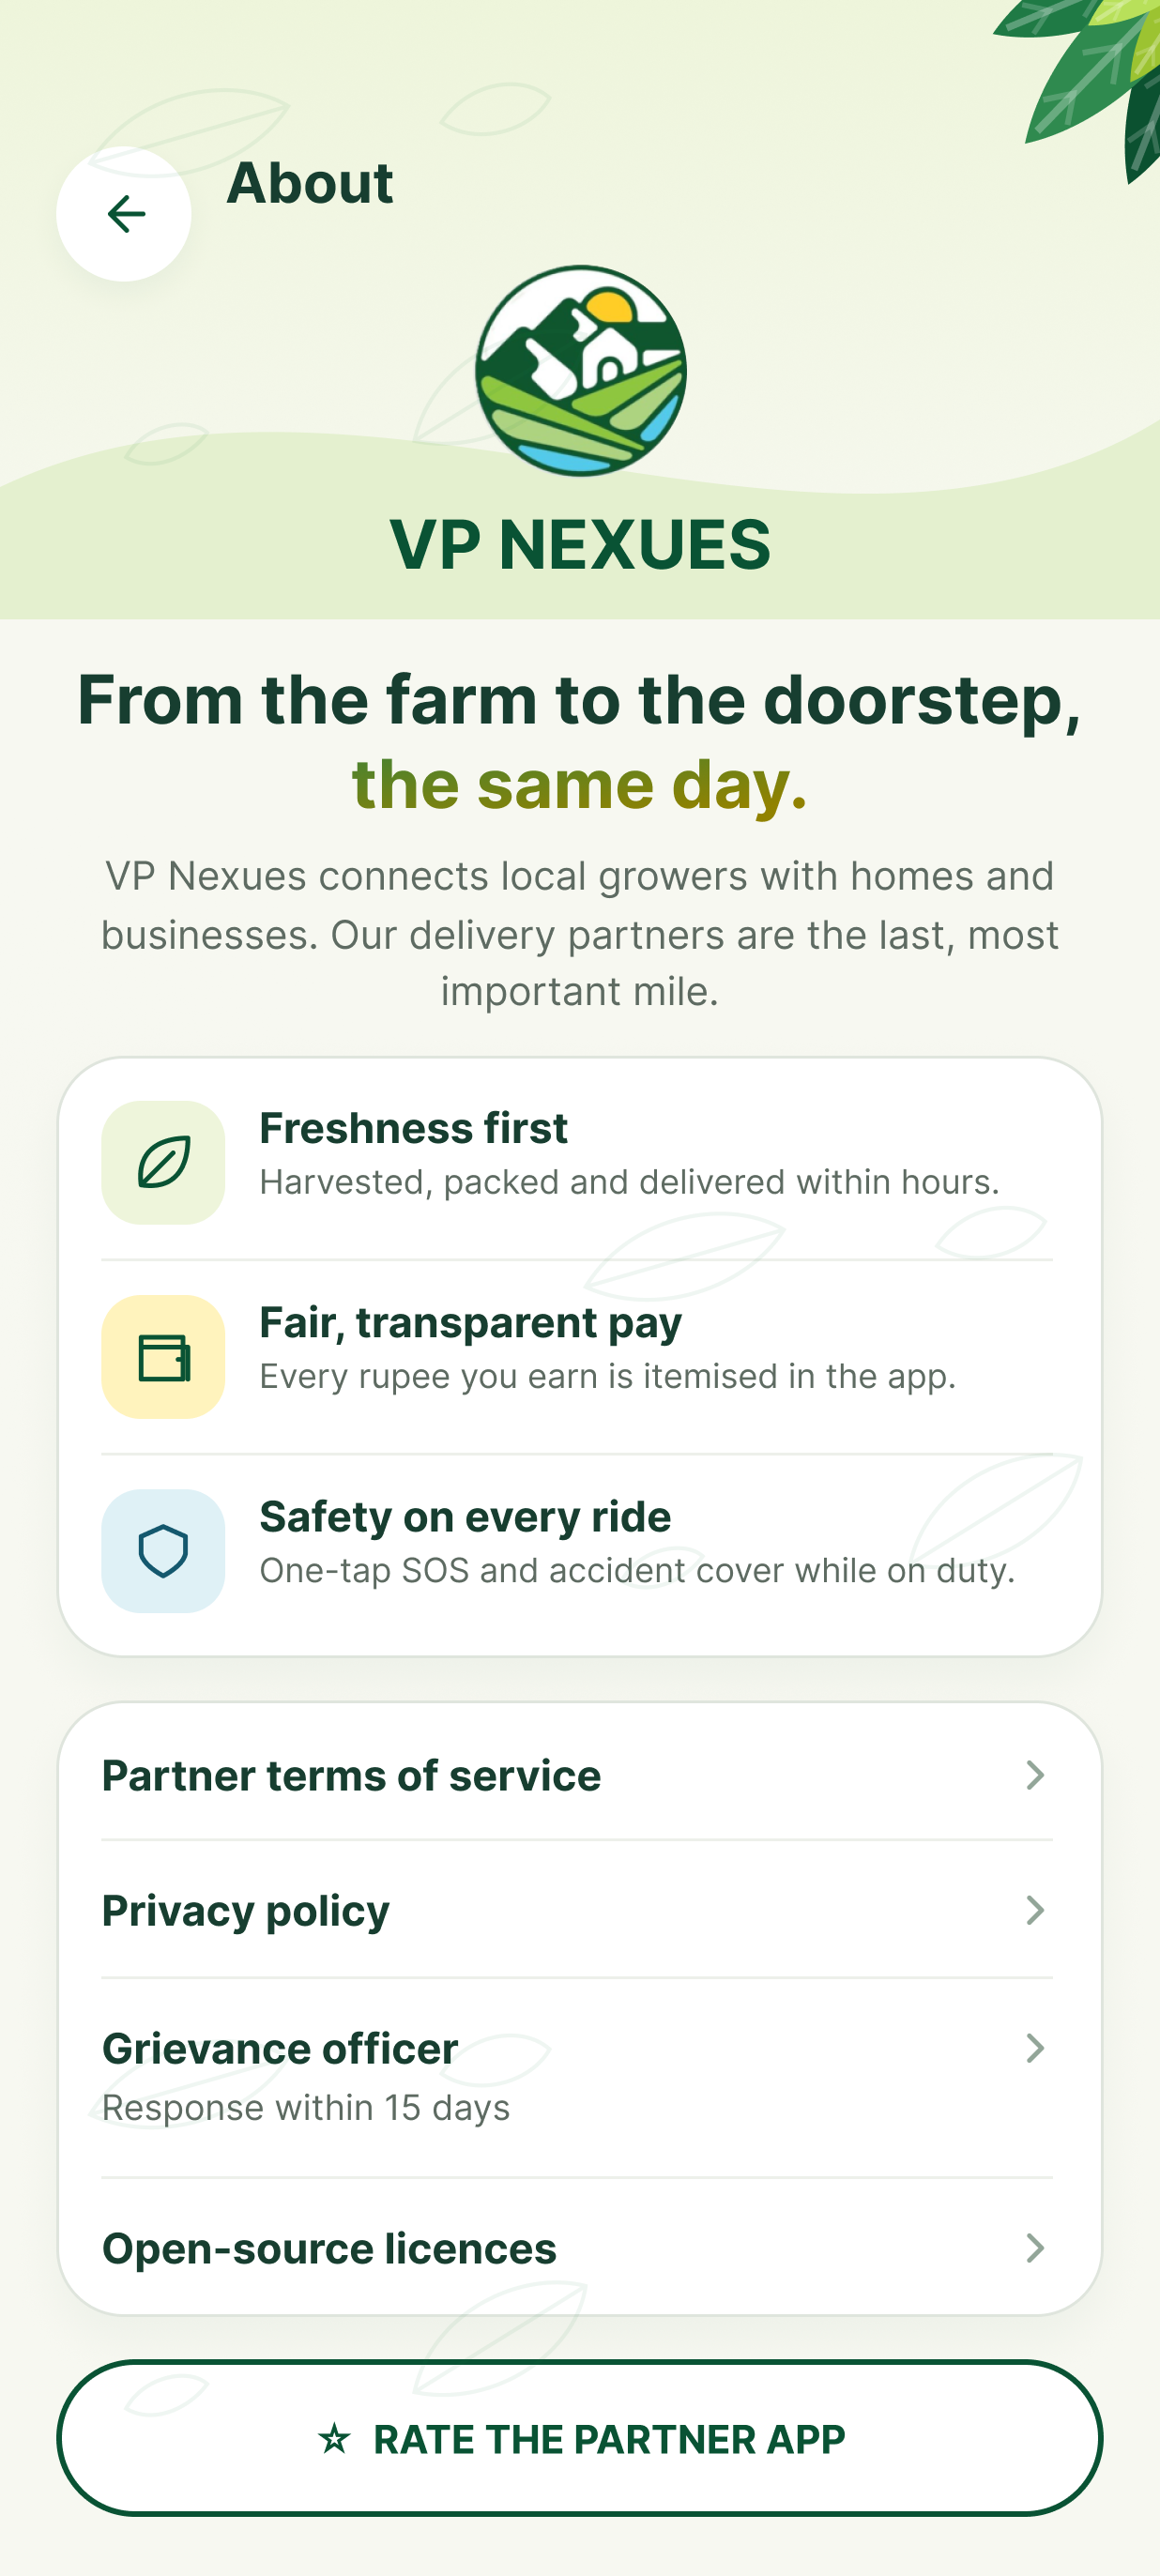 About
VP NEXUES
From the farm to the doorstep,
the same day.
VP Nexues connects local growers with homes and
businesses. Our delivery partners are the last, most
important mile.
Freshness first
Harvested, packed and delivered within hours.
Fair, transparent pay
Every rupee you earn is itemised in the app.
Safety on every ride
One-tap SOS and accident cover while on duty.
Partner terms of service
Privacy policy
Grievance officer
Response within 15 days
Open-source licences
RATE THE PARTNER APP